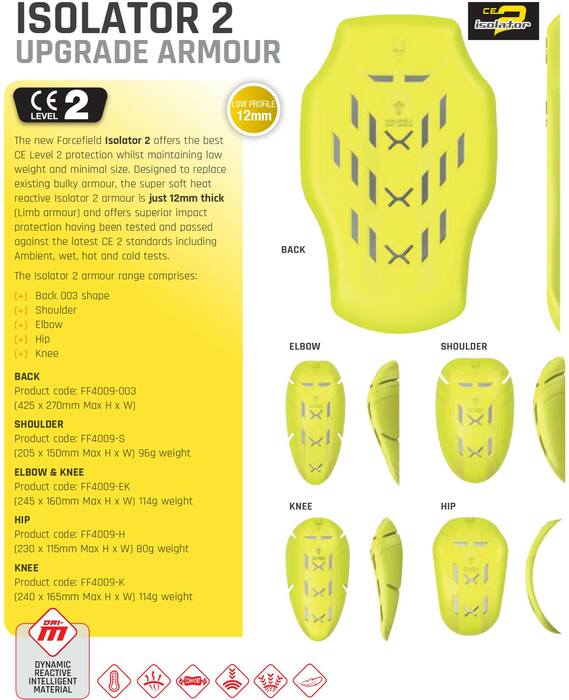 ISOLATOR 2
UPGRADE ARMOUR
CE 2
isolator
CE 2
LEVEL
LOW PROFILE
12mm
The new Forcefield Isolator 2 offers the best
CE Level 2 protection whilst maintaining low
weight and minimal size. Designed to replace
existing bulky armour, the super soft heat
reactive Isolator 2 armour is just 12mm thick
(Limb armour) and offers superior impact
protection having been tested and passed
against the latest CE 2 standards including
Ambient, wet, hot and cold tests.
The Isolator 2 armour range comprises:
(+) Back 003 shape
(+) Shoulder
(+) Elbow
(+) Hip
(+) Knee
BACK
Product code: FF4009-003
(425 x 270mm Max H x W)
SHOULDER
Product code: FF4009-S
(205 x 150mm Max H x W) 96g weight
ELBOW & KNEE
Product code: FF4009-EK
(245 x 160mm Max H x W) 114g weight
HIP
Product code: FF4009-H
(230 x 115mm Max H x W) 80g weight
KNEE
Product code: FF4009-K
(240 x 165mm Max H x W) 114g weight
BACK
ELBOW
SHOULDER
KNEE
HIP
DRI-
M
DYNAMIC
REACTIVE
INTELLIGENT
MATERIAL
COMFORT